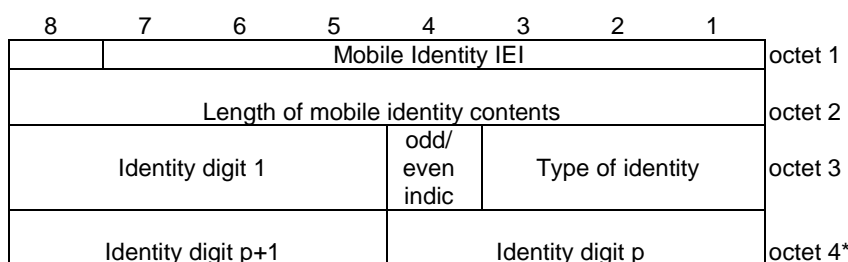 8 7 6 5 4 3 2 1
Mobile Identity IEI octet 1
Length of mobile identity contents octet 2
odd/
Identity digit 1 even Type of identity octet 3
indic
Identity digit p+1 Identity digit p octet 4*